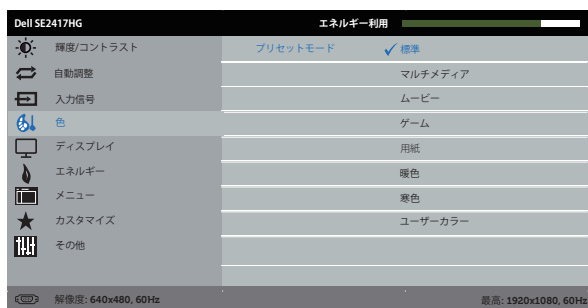 Dell SE2417HG エネルギー利用
輝度/コントラスト プリセットモード 標準
自動調整 マルチメディア
入力信号 ムービー
色 ゲーム
ディスプレイ 用紙
エネルギー 暖色
メニュー 寒色
カスタマイズ ユーザーカラー
その他
解像度: 640x480, 60Hz 最高: 1920x1080, 60Hz